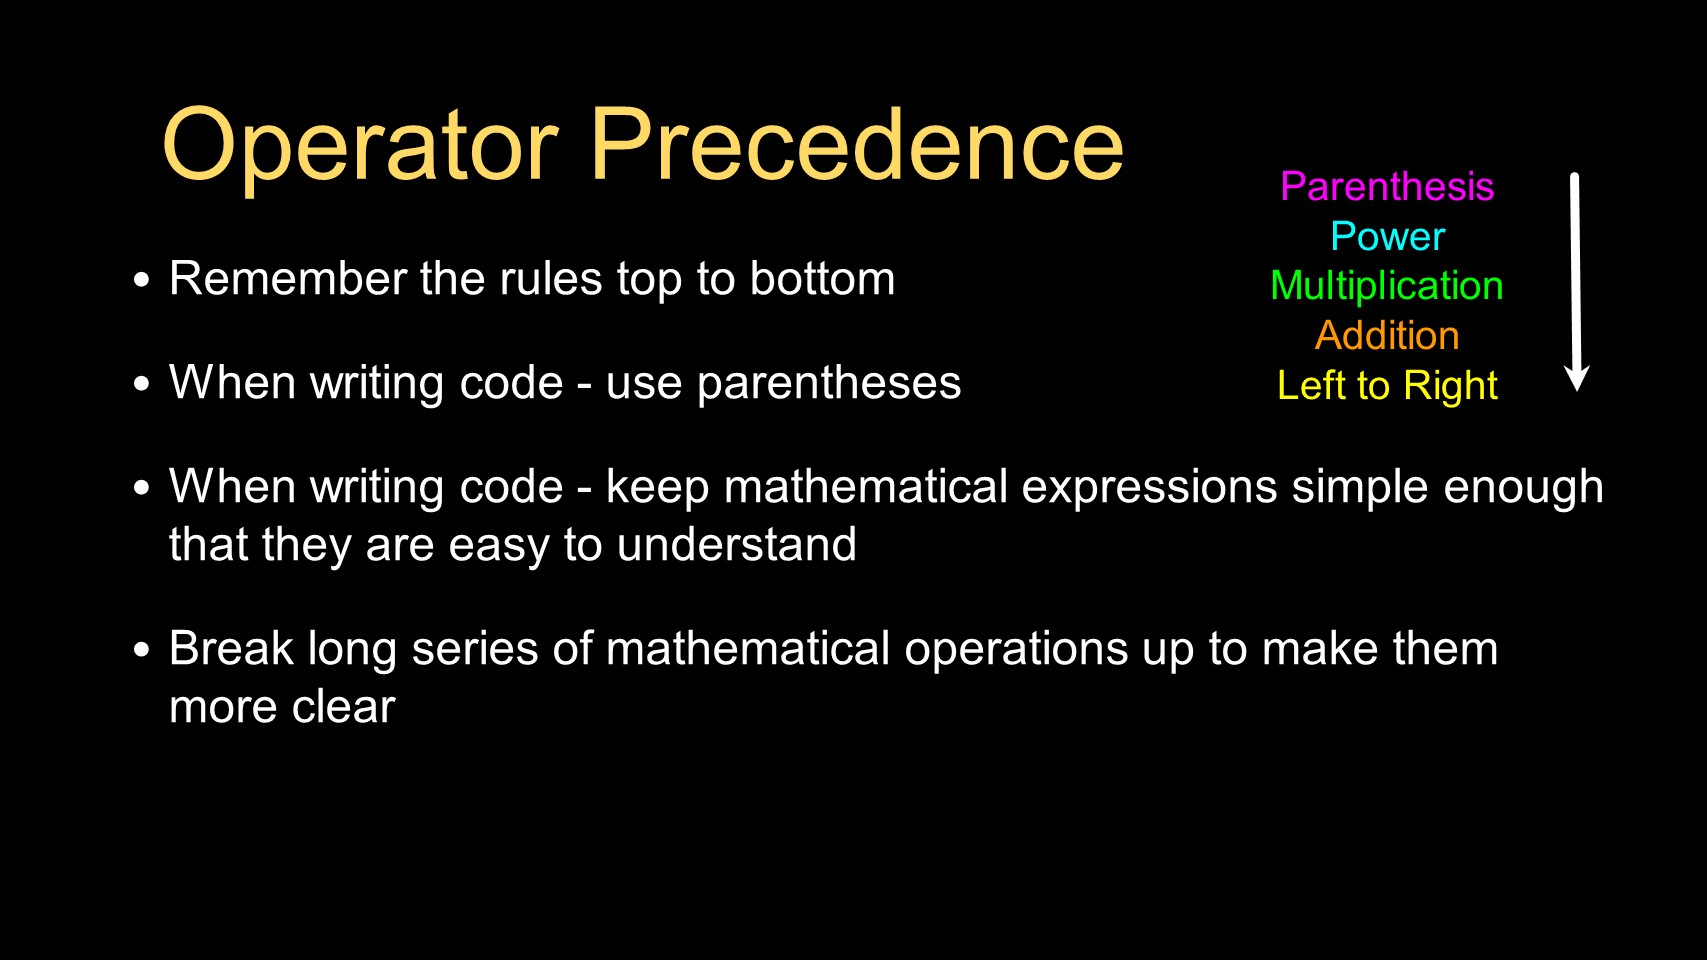 Operator Precedence
Parenthesis
Power
Multiplication
Addition
Left to Right
• Remember the rules top to bottom
• When writing code - use parentheses
• When writing code - keep mathematical expressions simple enough
that they are easy to understand
• Break long series of mathematical operations up to make them
more clear